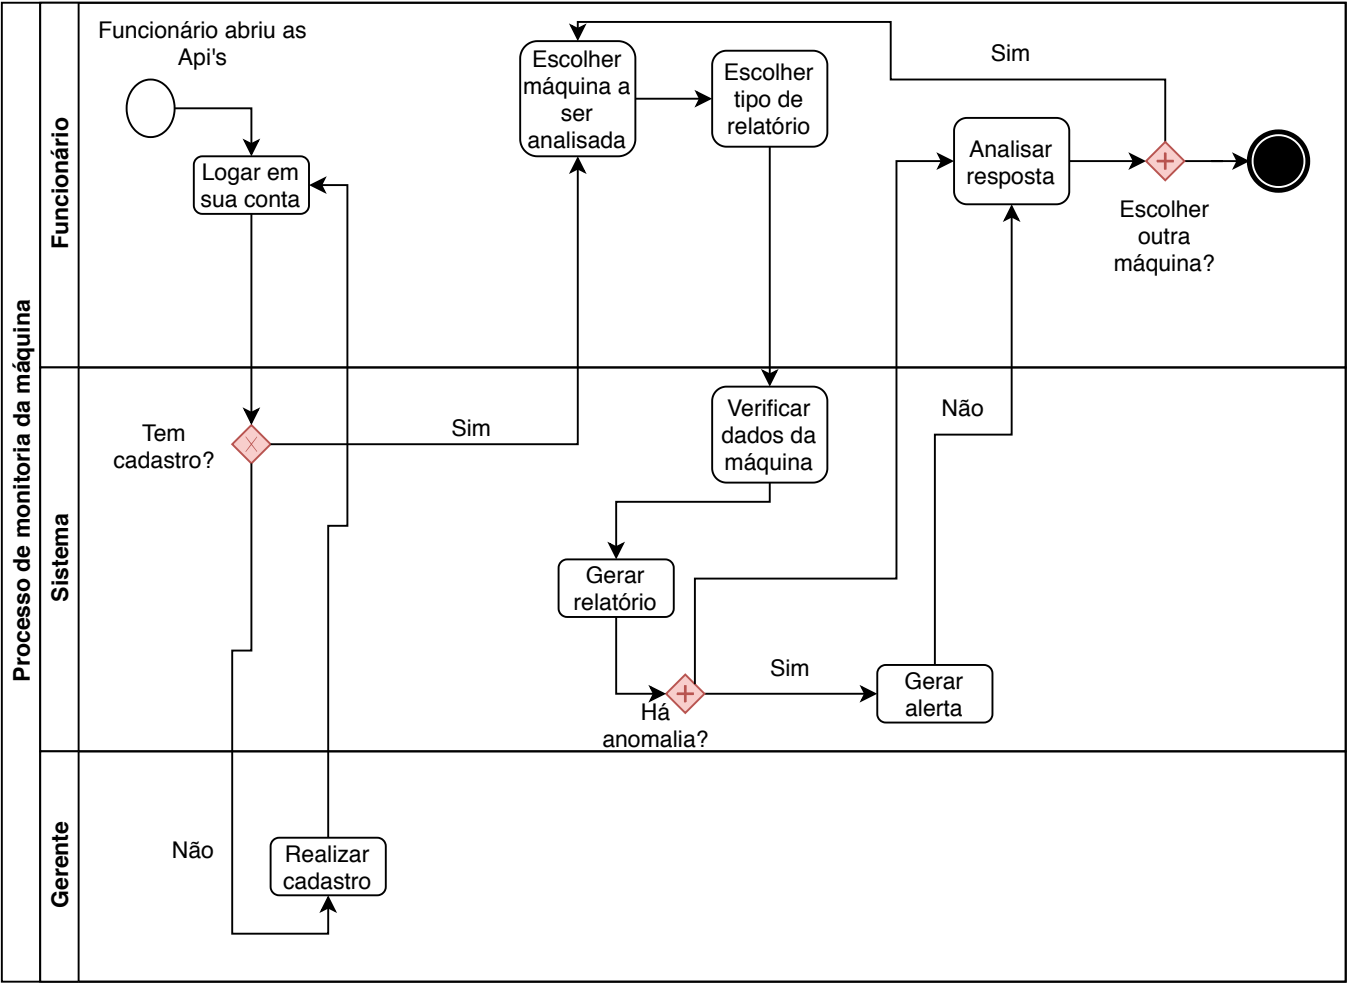 Processo de monitoria da máquina
Funcionário
Funcionário abriu as
Api's
Logar em
sua conta
Escolher
máquina a
ser
analisada
Escolher
tipo de
relatório
Analisar
resposta
Sim
Escolher
outra
máquina?
Sistema
Tem
cadastro?
X
Sim
Verificar
dados da
máquina
Não
Gerar
relatório
Há
anomalia?
Sim
Gerar
alerta
Gerente
Não
Realizar
cadastro